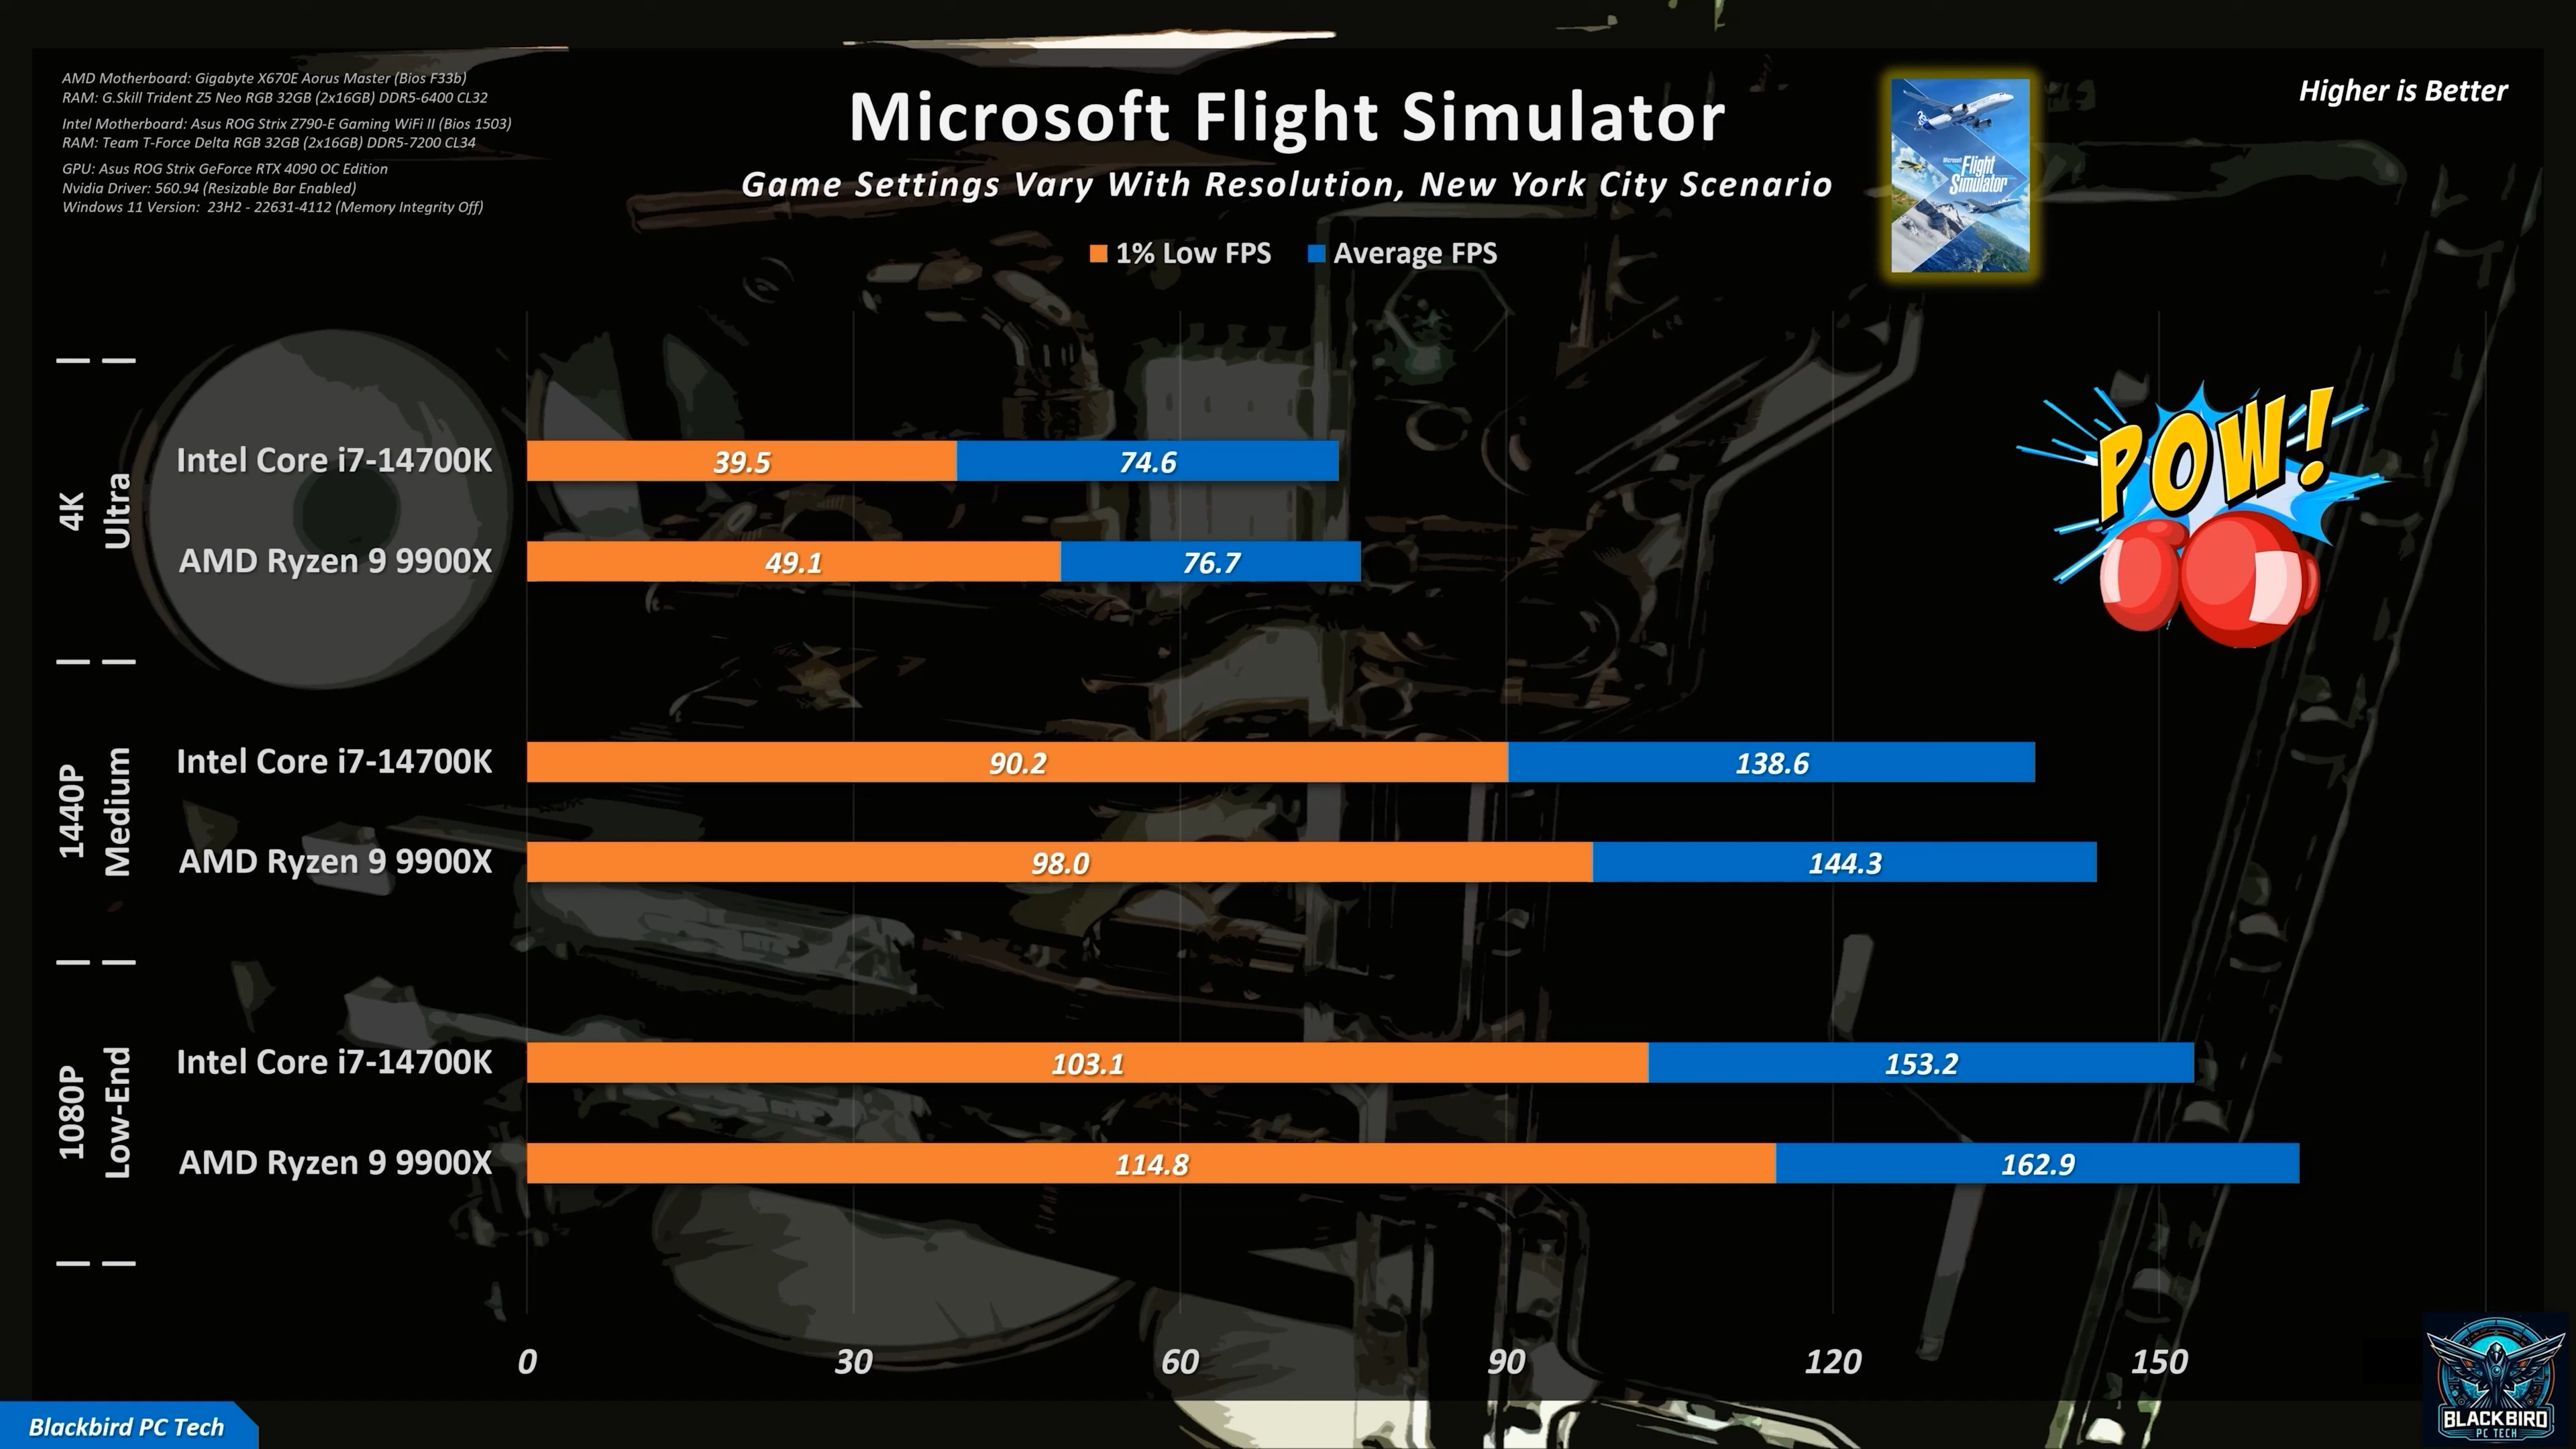 AMD Motherboard: Gigabyte X670E Aorus Master (Bios F33b)
RAM: G.Skill Trident Z5 Neo RGB 32GB (2x16GB) DDR5-6400 CL32
Intel Motherboard: Asus ROG Strix Z790-E Gaming WiFi II (Bios 1503)
RAM: Team T-Force Delta RGB 32GB (2x16GB) DDR5-7200 CL34
GPU: Asus ROG Strix GeForce RTX 4090 OC Edition
Nvidia Driver: 560.94 (Resizable Bar Enabled)
Windows 11 Version: 23H2 - 22631-4112 (Memory Integrity Off)
Microsoft Flight Simulator
Game Settings Vary With Resolution, New York City Scenario
Microsoft
Flight
Simulator
Higher is Better
1% Low FPS
Average FPS
4K
Ultra
Intel Core i7-14700K
39.5
74.6
AMD Ryzen 9 9900X
49.1
76.7
POW!
1440P
Medium
Intel Core i7-14700K
90.2
138.6
AMD Ryzen 9 9900X
98.0
144.3
1080P
Low-End
Intel Core i7-14700K
103.1
153.2
AMD Ryzen 9 9900X
114.8
162.9
0
30
60
90
120
150
Blackbird PC Tech
BLACKBIRD
PC TECH